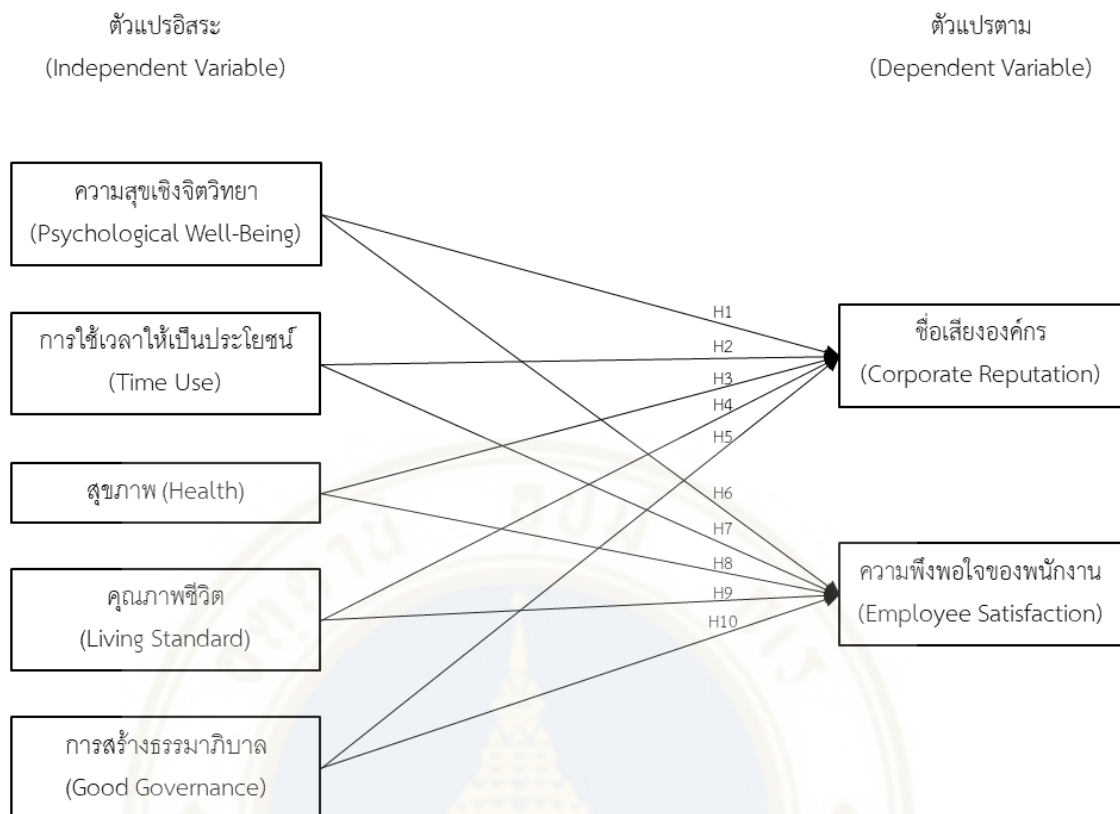 ตัวแปรอิสระ
(Independent Variable)
ตัวแปรตาม
(Dependent Variable)
ความสุขเชิงจิตวิทยา
(Psychological Well-Being)
การใช้เวลาให้เป็นประโยชน์
(Time Use)
สุขภาพ (Health)
คุณภาพชีวิต
(Living Standard)
การสร้างธรรมาภิบาล
(Good Governance)
H1
H2
H3
H4
H5
H6
H7
H8
H9
H10
ชื่อเสียงองค์กร
(Corporate Reputation)
ความพึงพอใจของพนักงาน
(Employee Satisfaction)